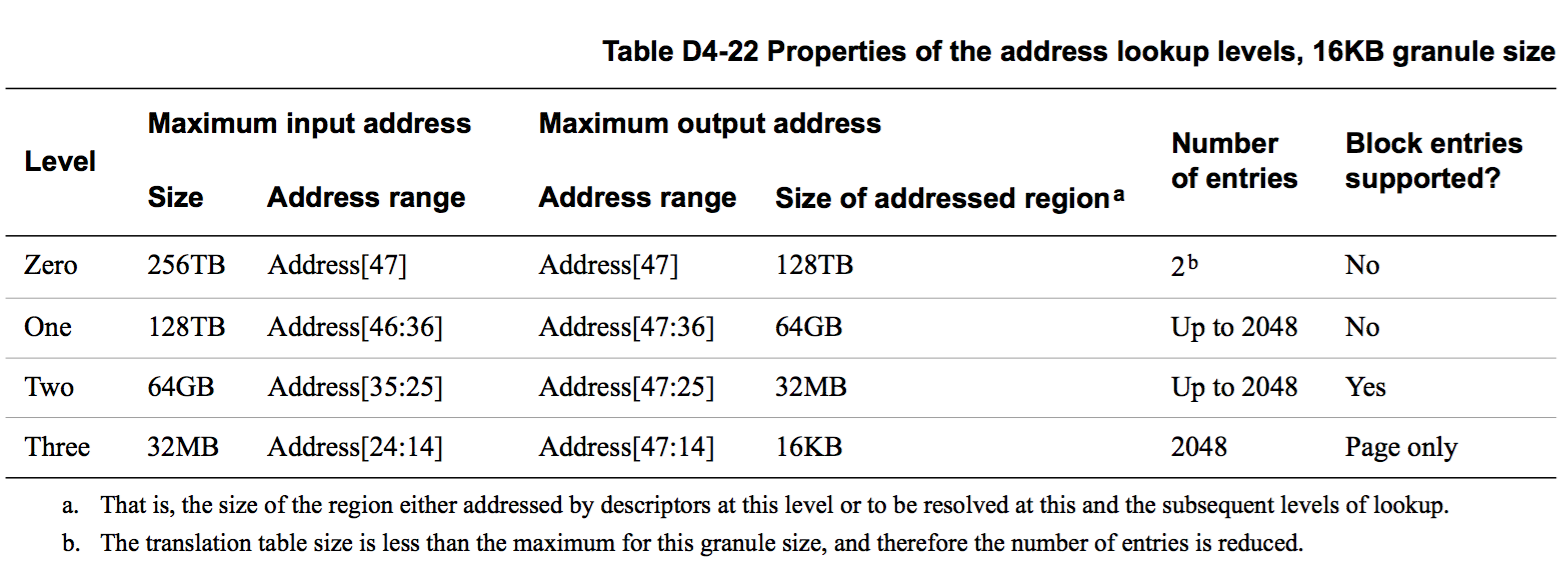 Table D4-22 Properties of the address lookup levels, 16KB granule size
Level Maximum input address Maximum output address Number of entries Block entries supported?
Size Address range Address range Size of addressed region a
Zero 256TB Address[47] Address[47] 128TB 2 b No
One 128TB Address[46:36] Address[47:36] 64GB Up to 2048 No
Two 64GB Address[35:25] Address[47:25] 32MB Up to 2048 Yes
Three 32MB Address[24:14] Address[47:14] 16KB 2048 Page only
a. That is, the size of the region either addressed by descriptors at this level or to be resolved at this and the subsequent levels of lookup.
b. The translation table size is less than the maximum for this granule size, and therefore the number of entries is reduced.